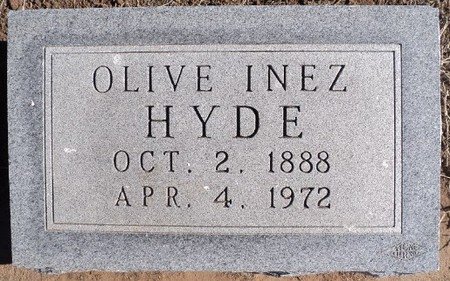 OLIVE INEZ
HYDE
OCT. 2, 1888
APR. 4, 1972